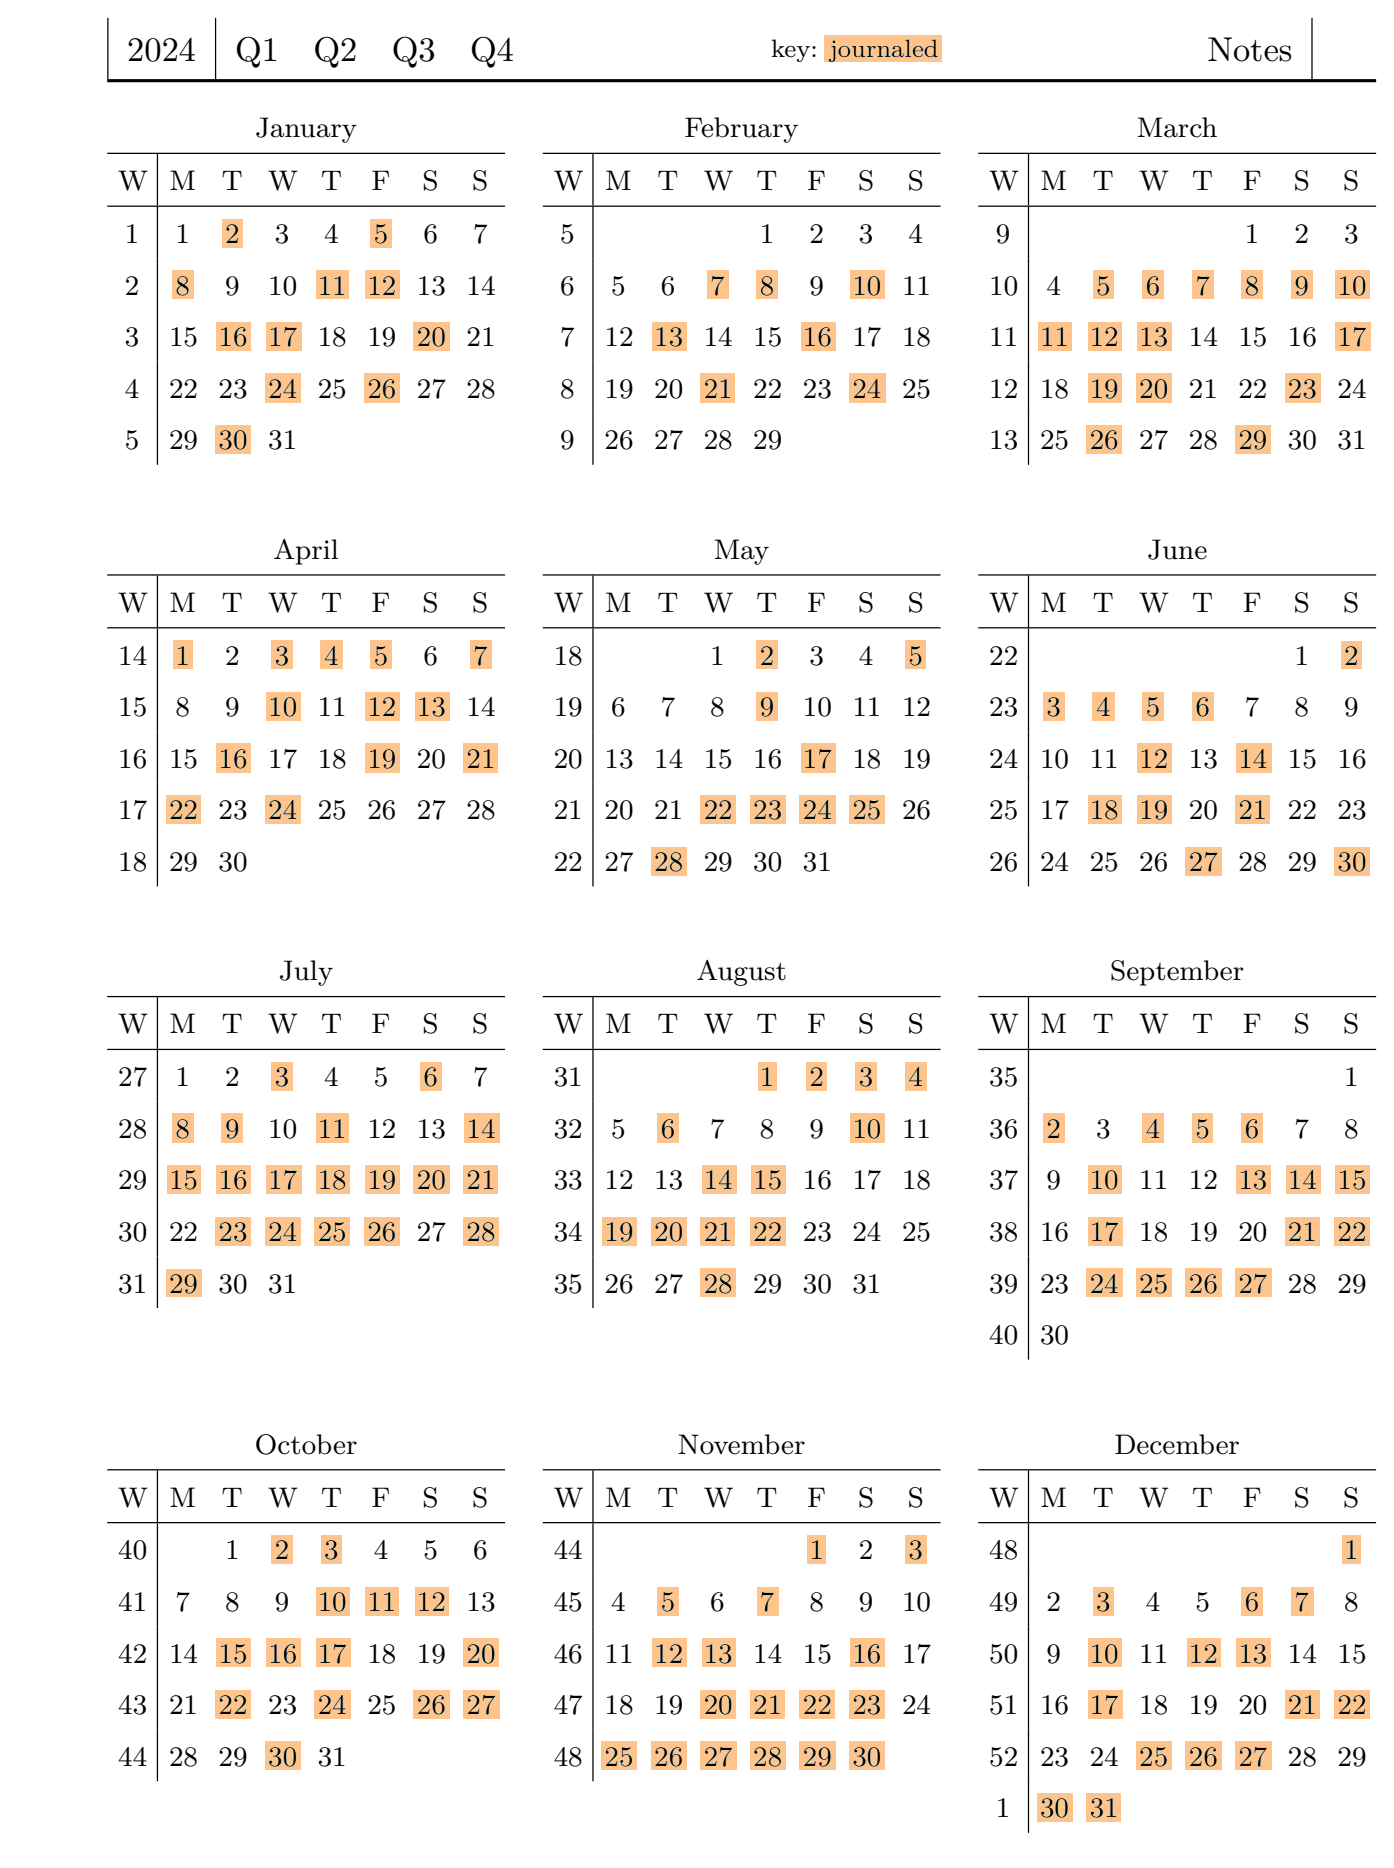 2024 Q1 Q2 Q3 Q4 key: journaled Notes
January February March
W M T W T F S S W M T W T F S S W M T W T F S S
1 1 2 3 4 5 6 7 5 1 2 3 4 9 1 2 3
2 8 9 10 11 12 13 14 6 5 6 7 8 9 10 11 10 4 5 6 7 8 9 10
3 15 16 17 18 19 20 21 7 12 13 14 15 16 17 18 11 11 12 13 14 15 16 17
4 22 23 24 25 26 27 28 8 19 20 21 22 23 24 25 12 18 19 20 21 22 23 24
5 29 30 31 9 26 27 28 29 13 25 26 27 28 29 30 31
April May June
W M T W T F S S W M T W T F S S W M T W T F S S
14 1 2 3 4 5 6 7 18 1 2 3 4 5 22 1 2
15 8 9 10 11 12 13 14 19 6 7 8 9 10 11 12 23 3 4 5 6 7 8 9
16 15 16 17 18 19 20 21 20 13 14 15 16 17 18 19 24 10 11 12 13 14 15 16
17 22 23 24 25 26 27 28 21 20 21 22 23 24 25 26 25 17 18 19 20 21 22 23
18 29 30 22 27 28 29 30 31 26 24 25 26 27 28 29 30
July August September
W M T W T F S S W M T W T F S S W M T W T F S S
27 1 2 3 4 5 6 7 31 1 2 3 4 35 1
28 8 9 10 11 12 13 14 32 5 6 7 8 9 10 11 36 2 3 4 5 6 7 8
29 15 16 17 18 19 20 21 33 12 13 14 15 16 17 18 37 9 10 11 12 13 14 15
30 22 23 24 25 26 27 28 34 19 20 21 22 23 24 25 38 16 17 18 19 20 21 22
31 29 30 31 35 26 27 28 29 30 31 39 23 24 25 26 27 28 29
40 30
October November December
W M T W T F S S W M T W T F S S W M T W T F S S
40 1 2 3 4 5 6 44 1 2 3 48 1
41 7 8 9 10 11 12 13 45 4 5 6 7 8 9 10 49 2 3 4 5 6 7 8
42 14 15 16 17 18 19 20 46 11 12 13 14 15 16 17 50 9 10 11 12 13 14 15
43 21 22 23 24 25 26 27 47 18 19 20 21 22 23 24 51 16 17 18 19 20 21 22
44 28 29 30 31 48 25 26 27 28 29 30 52 23 24 25 26 27 28 29
1 30 31